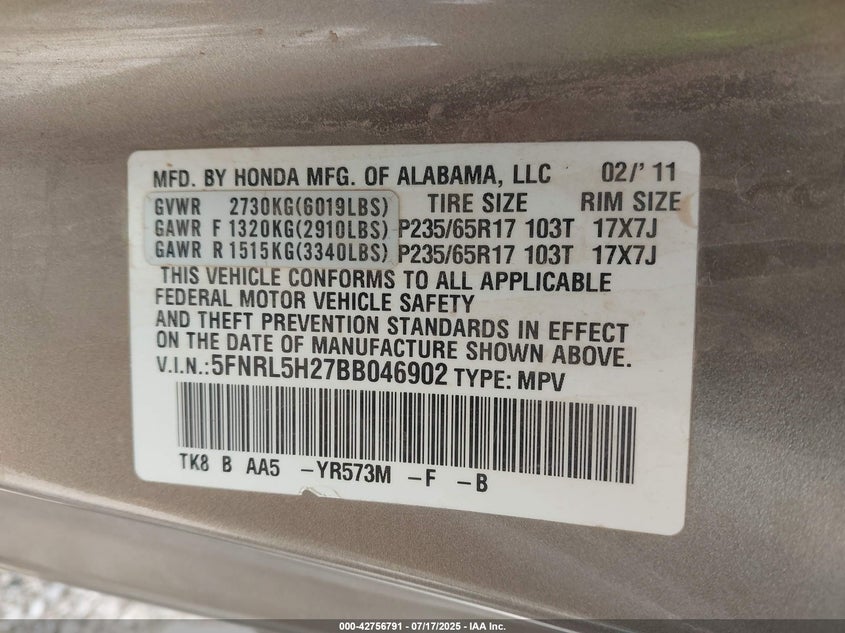 MFD. BY HONDA MFG. OF ALABAMA, LLC 02/'11
GVWR 2730KG(6019LBS) TIRE SIZE RIM SIZE
GAWR F 1320KG(2910LBS) P235/65R17 103T 17X7J
GAWR R 1515KG(3340LBS) P235/65R17 103T 17X7J
THIS VEHICLE CONFORMS TO ALL APPLICABLE
FEDERAL MOTOR VEHICLE SAFETY
AND THEFT PREVENTION STANDARDS IN EFFECT
ON THE DATE OF MANUFACTURE SHOWN ABOVE.
V.I.N.:5FNRL5H27BB046902 TYPE: MPV
TK8 B AA5 -YR573M -F -B
000-42756791 - 07/17/2025 - IAA Inc.